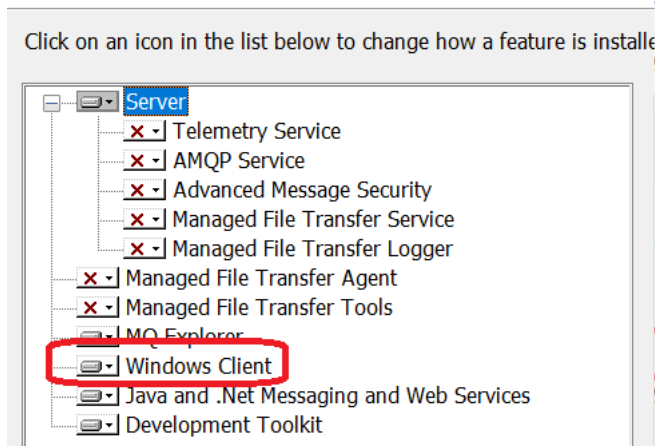 Click on an icon in the list below to change how a feature is installe
Server
Telemetry Service
AMQP Service
Advanced Message Security
Managed File Transfer Service
Managed File Transfer Logger
Managed File Transfer Agent
Managed File Transfer Tools
MQ Explorer
Windows Client
Java and .Net Messaging and Web Services
Development Toolkit